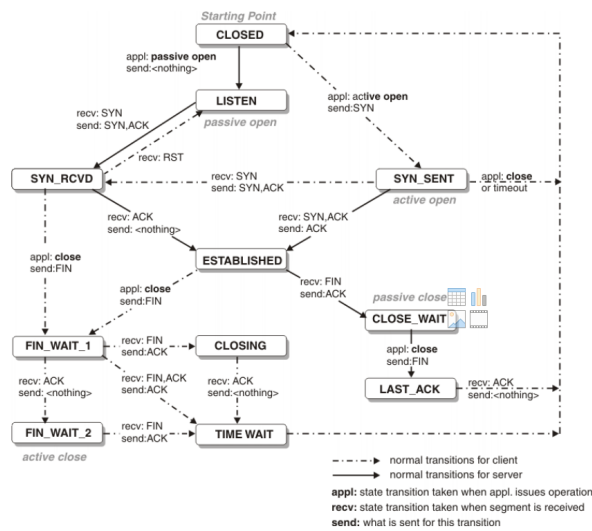 Starting Point
CLOSED
appl: passive open
send:<nothing>
appl: active open
send:SYN
LISTEN
passive open
recv: SYN
send: SYN,ACK
recv: RST
SYN_RCVD
recv: SYN
send: SYN,ACK
SYN_SENT
active open
appl: close
or timeout
recv: ACK
send: <nothing>
recv: SYN,ACK
send: ACK
appl: close
send:FIN
ESTABLISHED
appl: close
send:FIN
recv: FIN
send:ACK
passive close
CLOSE_WAIT
appl: close
send:FIN
FIN_WAIT_1
recv: FIN
send:ACK
CLOSING
recv: ACK
send: <nothing>
recv: FIN,ACK
send:ACK
recv: ACK
send: <nothing>
LAST_ACK
recv: ACK
send:<nothing>
FIN_WAIT_2
active close
recv: FIN
send:ACK
TIME WAIT
normal transitions for client
normal transitions for server
appl: state transition taken when appl. issues operation
recv: state transition taken when segment is received
send: what is sent for this transition